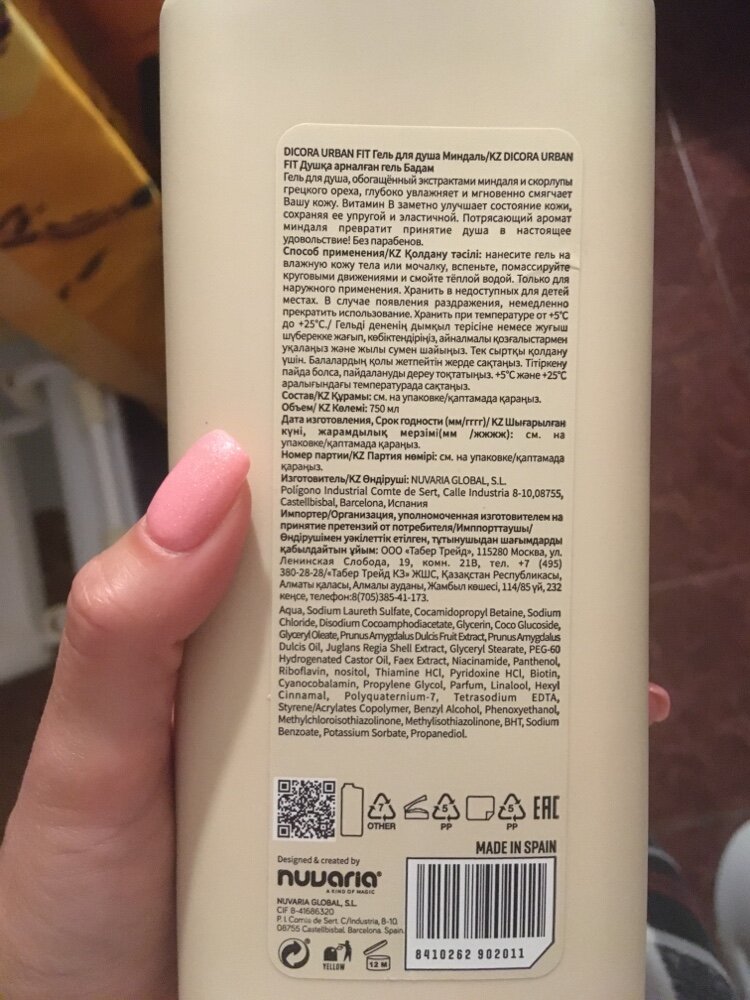 DICORA URBAN FIT Гель для душа Миндаль/KZ DICORA URBAN
FIT Душқа арналған гель Бадам
Гель для душа, обогащённый экстрактами миндаля и скорлупы
грецкого ореха, глубоко увлажняет и мгновенно смягчает
Вашу кожу. Витамин B заметно улучшает состояние кожи,
сохраняя ее упругой и эластичной. Потрясающий аромат
миндаля превратит принятие душа в настоящее
удовольствие! Без парабенов.
Способ применения/KZ Қолдану тәсілі: нанесите гель на
влажную кожу тела или мочалку, вспеньте, помассируйте
круговыми движениями и смойте тёплой водой. Только для
наружного применения. Хранить в недоступных для детей
местах. В случае появления раздражения, немедленно
прекратить использование. Хранить при температуре от +5°C
до +25°C./ Гельді дененің дымқыл терісіне немесе жуғыш
шүберекке жағып, көбіктендіріңіз, айналмалы қозғалыстармен
уқалаңыз және жылы сумен шайыңыз. Тек сыртқы қолдану
үшін. Балалардың қолы жетпейтін жерде сақтаңыз. Тітіркену
пайда болса, пайдалануды дереу тоқтатыңыз. +5°C және +25°C
аралығындағы температурада сақтаңыз.
Состав/KZ Құрамы: см. на упаковке/қаптамада қараңыз.
Объем/ KZ Көлемі: 750 мл
Дата изготовления, Срок годности (мм/гггг)/ KZ Шығарылған
күні, жарамдылық мерзімі(мм /жжжж): см. на
упаковке/қаптамада қараңыз.
Номер партии/KZ Партия нөмірі: см. на упаковке/қаптамада
қараңыз.
Изготовитель/KZ Өндіруші: NUVARIA GLOBAL, S.L.
Polígono Industrial Comte de Sert, Calle Industria 8-10,08755,
Castellbisbal, Barcelona, Испания
Импортер/Организация, уполномоченная изготовителем на
принятие претензий от потребителя/Имппорттаушы/
Өндірушімен уәкілеттік етілген, тұтынушыдан шағымдарды
қабылдайтын ұйым: ООО «Табер Трейд», 115280 Москва, ул.
Ленинская Слобода, 19, комн. 21В, тел. +7 (495)
380-28-28/«Табер Трейд КЗ» ЖШС, Қазақстан Республикасы,
Алматы қаласы, Алмалы ауданы, Жамбыл көшесі, 114/85 үй, 232
кеңсе, телефон:8(705)385-41-173.
Aqua, Sodium Laureth Sulfate, Cocamidopropyl Betaine, Sodium
Chloride, Disodium Cocoamphodiacetate, Glycerin, Coco Glucoside,
Glyceryl Oleate, Prunus Amygdalus Dulcis Fruit Extract, Prunus Amygdalus
Dulcis Oil, Juglans Regia Shell Extract, Glyceryl Stearate, PEG-60
Hydrogenated Castor Oil, Faex Extract, Niacinamide, Panthenol,
Riboflavin, nositol, Thiamine HCl, Pyridoxine HCl, Biotin,
Cyanocobalamin, Propylene Glycol, Parfum, Linalool, Hexyl
Cinnamal, Polyquaternium-7, Tetrasodium EDTA,
Styrene/Acrylates Copolymer, Benzyl Alcohol, Phenoxyethanol,
Methylchloroisothiazolinone, Methylisothiazolinone, BHT, Sodium
Benzoate, Potassium Sorbate, Propanediol.
7 5 5 EAC
OTHER PP PP
MADE IN SPAIN
Designed & created by
nuvaria
A KIND OF MAGIC
NUVARIA GLOBAL, S.L.
CIF B-41686320
P. I. Comte de Sert. C/Industria, 8-10.
08755 Castellbisbal. Barcelona. Spain
YELLOW 12 M
8410262 902011